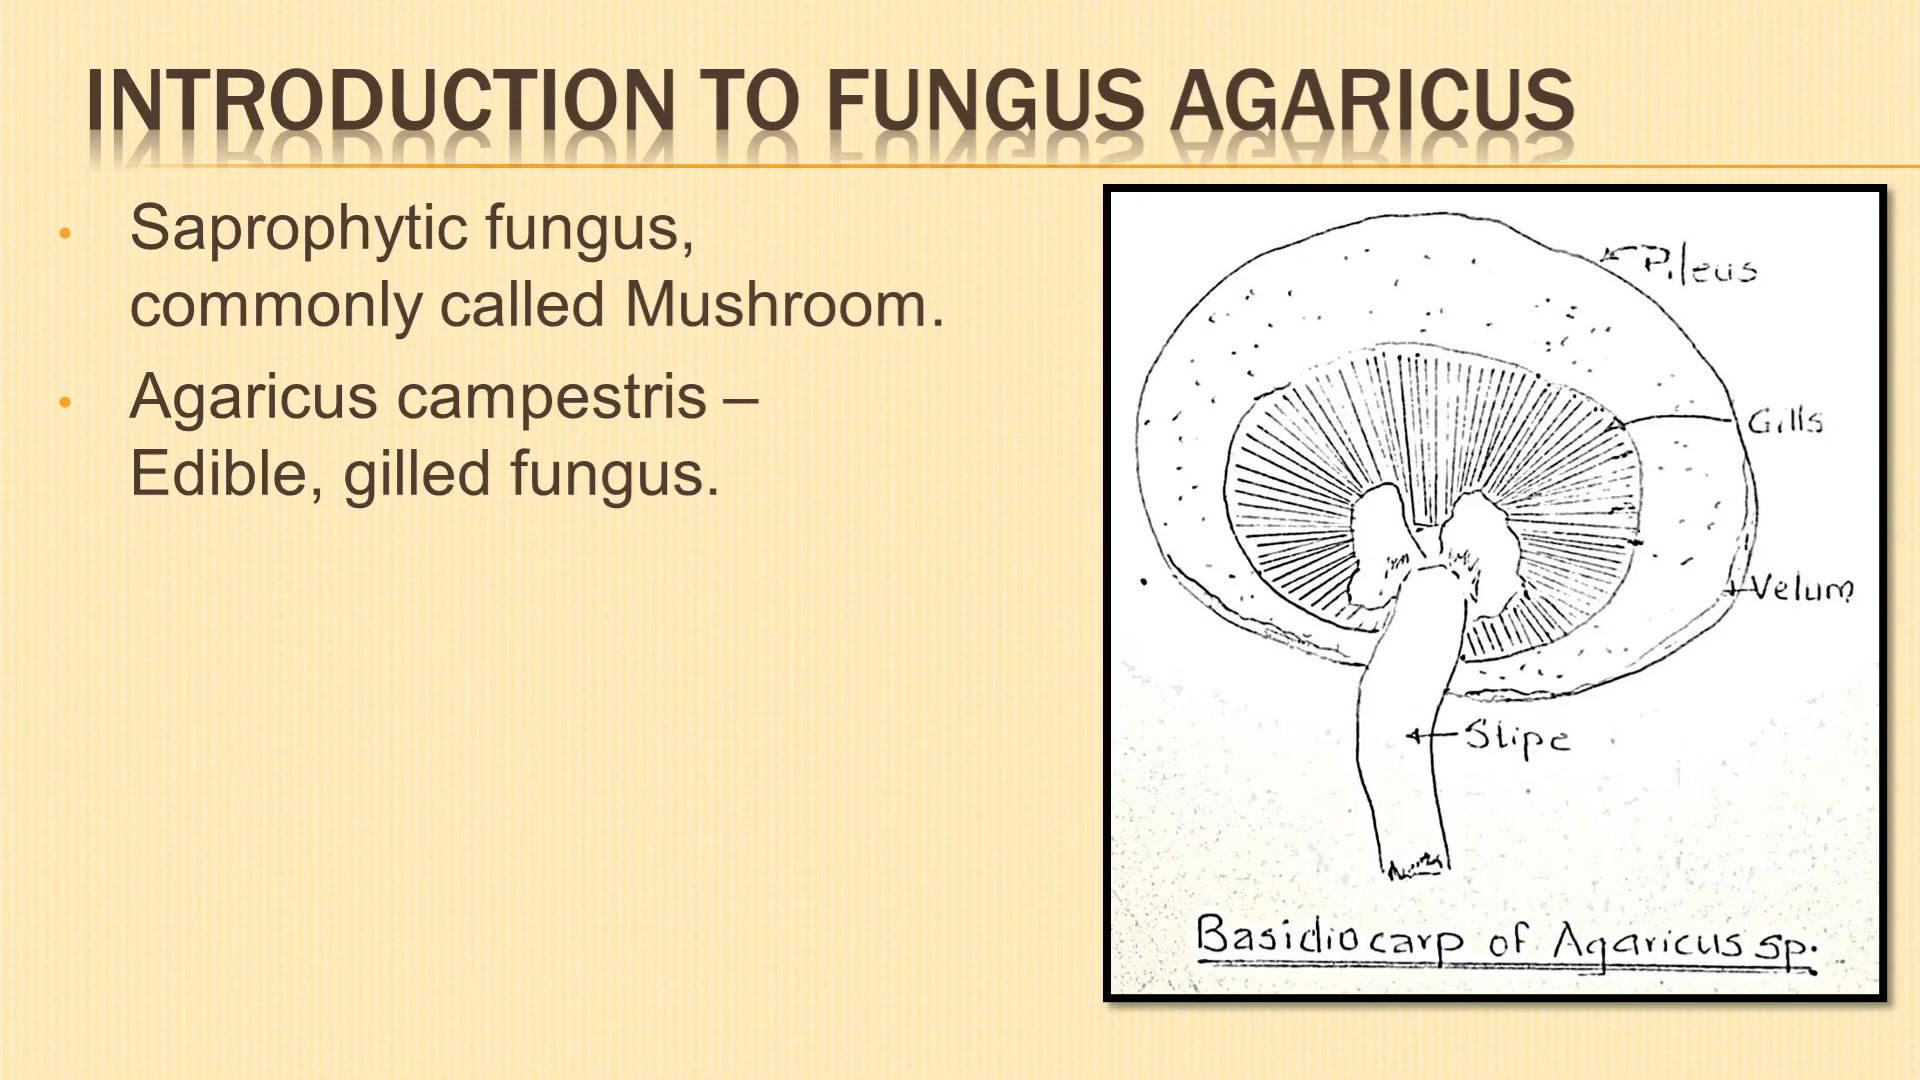 INTRODUCTION TO FUNGUS AGARICUS
• Saprophytic fungus,
commonly called Mushroom.
• Agaricus campestris –
Edible, gilled fungus.
Pileus
Gills
Velum
Stipe
Basidiocarp of Agaricus sp.